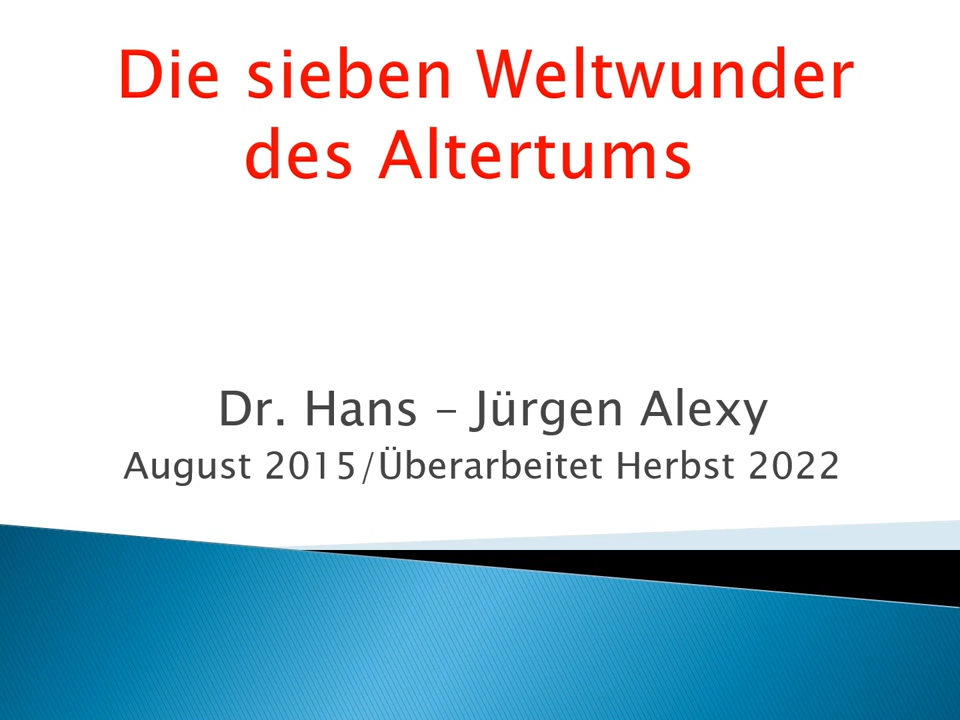 Die sieben Weltwunder
des Altertums
Dr. Hans – Jürgen Alexy
August 2015/Überarbeitet Herbst 2022